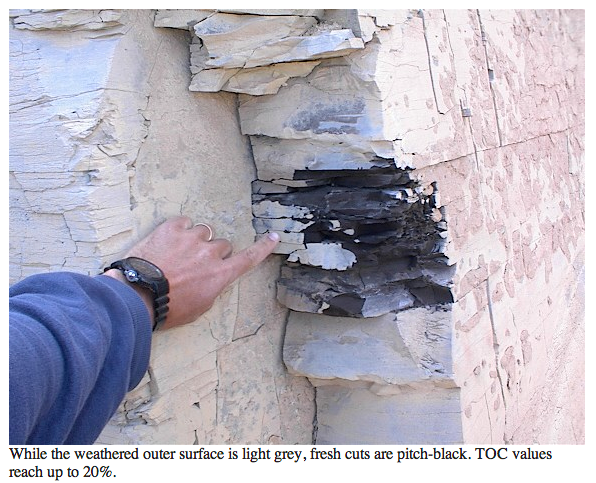 While the weathered outer surface is light grey, fresh cuts are pitch-black. TOC values
reach up to 20%.